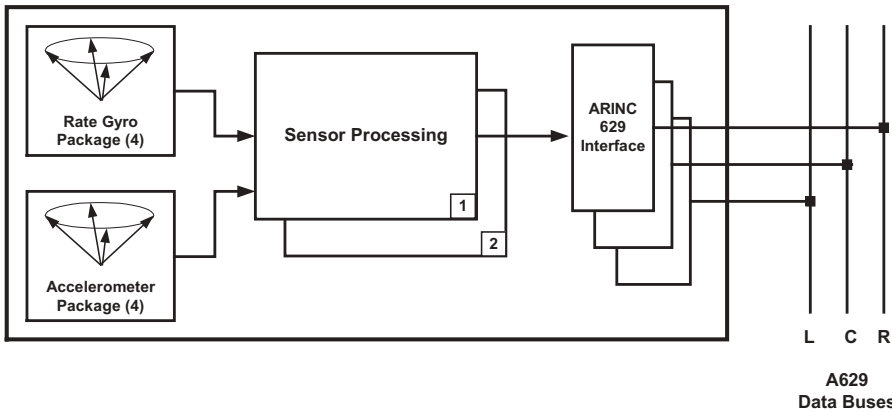 Rate Gyro
Package (4)
Accelerometer
Package (4)
Sensor Processing
1
2
ARINC
629
Interface
L C R
A629
Data Buses